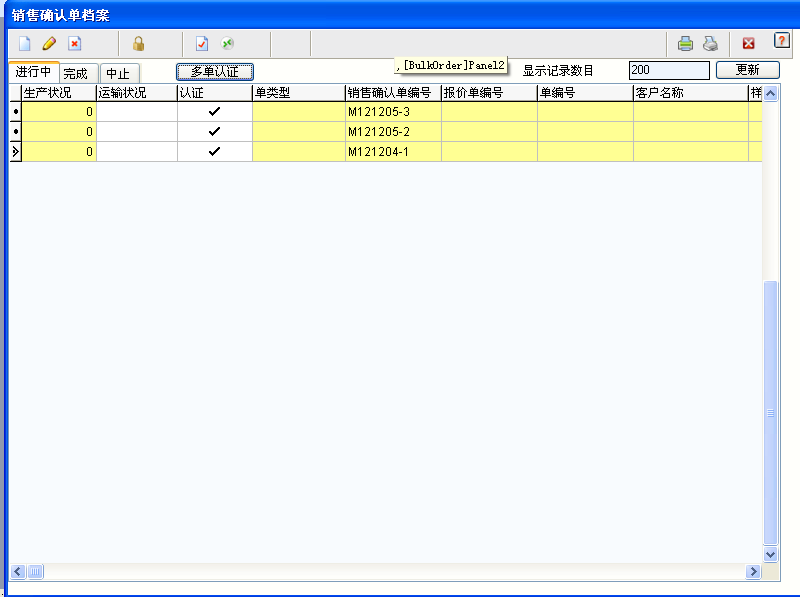 销售确认单档案
,[BulkOrder]Panel2
进行中 完成 中止 多单认证 显示记录数目 200 更新
生产状况 运输状况 认证 单类型 销售确认单编号 报价单编号 单编号 客户名称 样
0 M121205-3
0 M121205-2
0 M121204-1